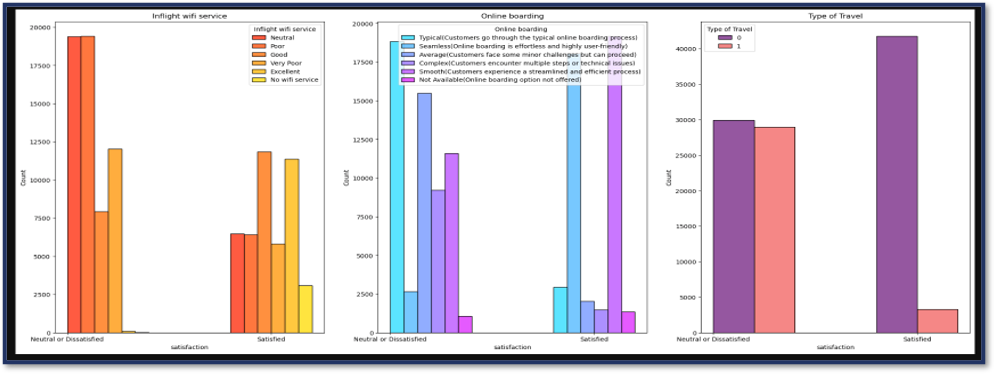 Inflight wifi service
20000
17500
15000
12500
10000
7500
5000
2500
0
Count
Inflight wifi service
Neutral
Poor
Good
Very Poor
Excellent
No wifi service
Neutral or Dissatisfied
Satisfied
satisfaction
Online boarding
20000
17500
15000
12500
10000
7500
5000
2500
0
Count
Online boarding
Typical(Customers go through the typical online boarding process)
Seamless(Online boarding is effortless and highly user-friendly)
Average(Customers face some minor challenges but can proceed)
Complex(Customers encounter multiple steps or technical issues)
Smooth(Customers experience a streamlined and efficient process)
Not Available(Online boarding option not offered)
Neutral or Dissatisfied
Satisfied
satisfaction
Type of Travel
40000
35000
30000
25000
20000
15000
10000
5000
0
Count
Type of Travel
0
1
Neutral or Dissatisfied
Satisfied
satisfaction